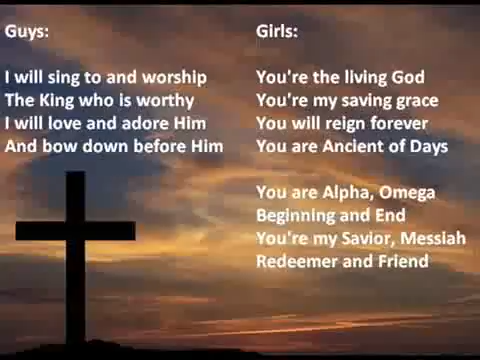 Guys:
I will sing to and worship
The King who is worthy
I will love and adore Him
And bow down before Him
Girls:
You're the living God
You're my saving grace
You will reign forever
You are Ancient of Days
You are Alpha, Omega
Beginning and End
You're my Savior, Messiah
Redeemer and Friend